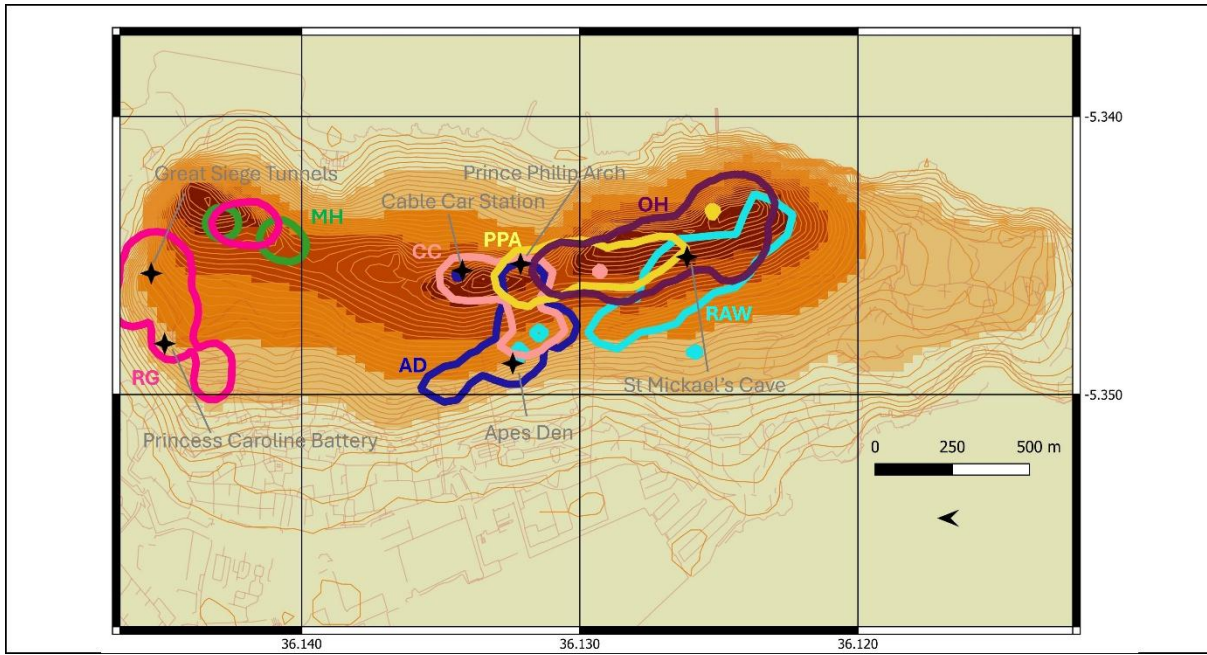 -5.340
Great Siege Tunnels
Prince Philip Arch
Cable Car Station
MH
OH
PPA
CC
RAW
AD
RG
St Mickael's Cave
-5.350
Apes Den
Princess Caroline Battery
0 250 500 m
36.140 36.130 36.120